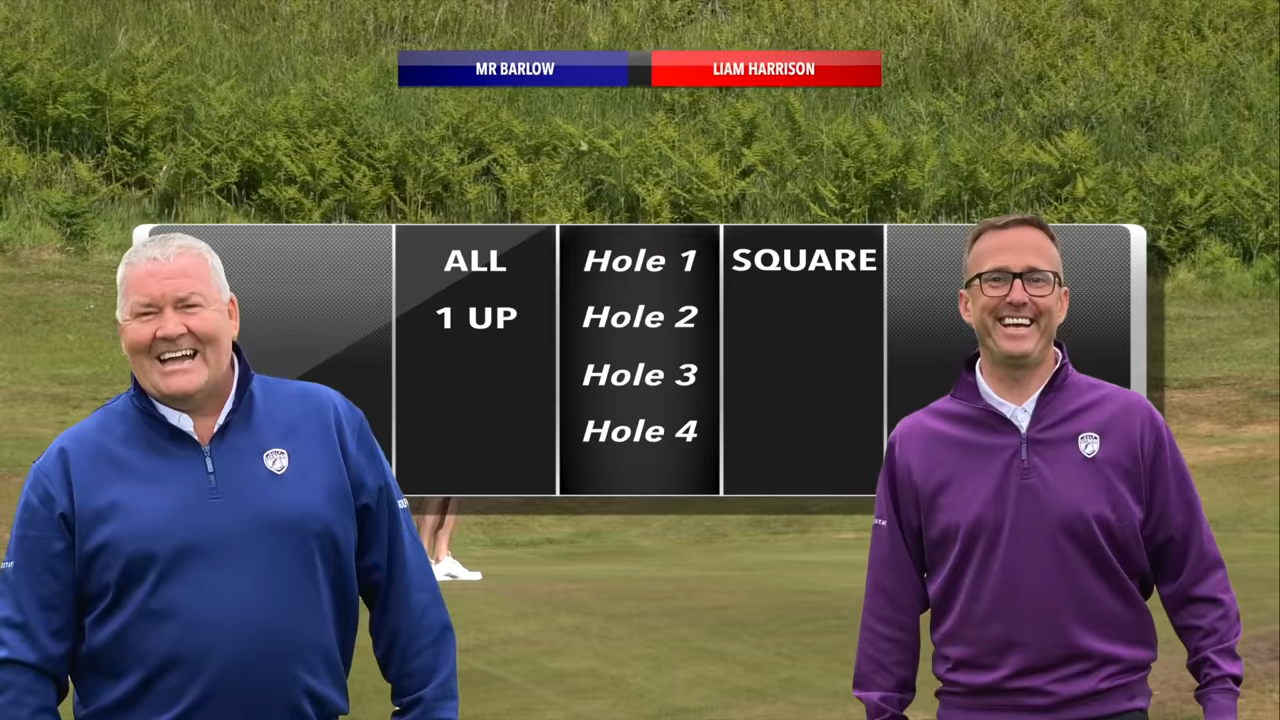 MR BARLOW LIAM HARRISON
ALL Hole 1 SQUARE
1 UP Hole 2
Hole 3
Hole 4